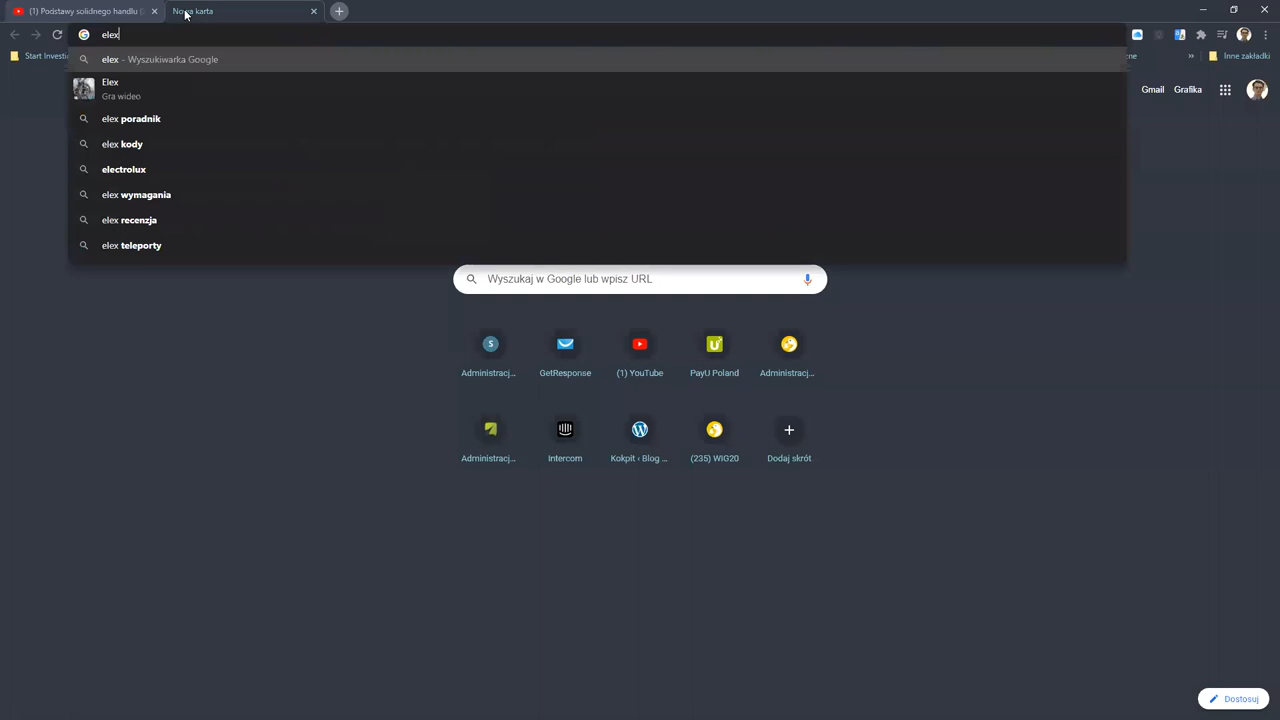 (1) Podstawy solidnego handlu (
Nowa karta
elex
Start Investi
zne
»
Inne zakładki
elex - Wyszukiwarka Google
Elex
Gra wideo
elex poradnik
elex kody
electrolux
elex wymagania
elex recenzja
elex teleporty
Gmail Grafika
Wyszukaj w Google lub wpisz URL
S
Administracj... GetResponse (1) YouTube PayU Poland Administracj...
Administracj... Intercom Kokpit ‹ Blog ... (235) WIG20 Dodaj skrót
Dostosuj